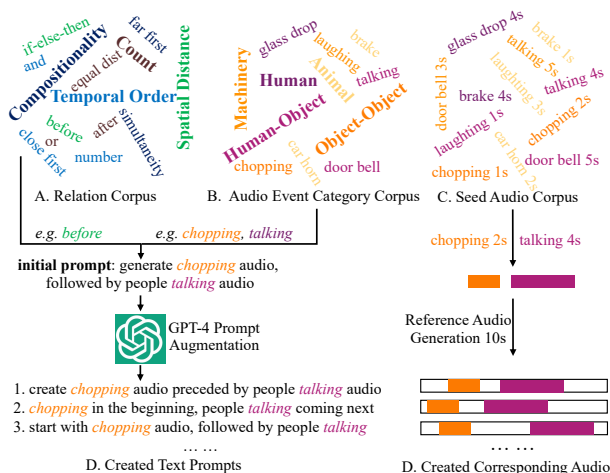 if-else-then
and
Compositionality
far first
Count
equal dist.
Temporal Order
Spatial Distance
before
or
after
simultaneity
close first
number
A. Relation Corpus
Machinery
glass drop
laughing
brake
Human
Animal
talking
Human-Object
Object-Object
chopping
car horn
door bell
B. Audio Event Category Corpus
glass drop 4s
brake 1s
door bell 3s
talking 5s
laughing 3s
talking 4s
brake 4s
chopping 2s
laughting 1s
car horn 2s
door bell 5s
chopping 1s
C. Seed Audio Corpus
e.g. before
e.g. chopping, talking
initial prompt: generate chopping audio,
followed by people talking audio
GPT-4 Prompt
Augmentation
1. create chopping audio preceded by people talking audio
2. chopping in the beginning, people talking coming next
3. start with chopping audio, followed by people talking
... ...
D. Created Text Prompts
chopping 2s
talking 4s
Reference Audio
Generation 10s
... ...
D. Created Corresponding Audio